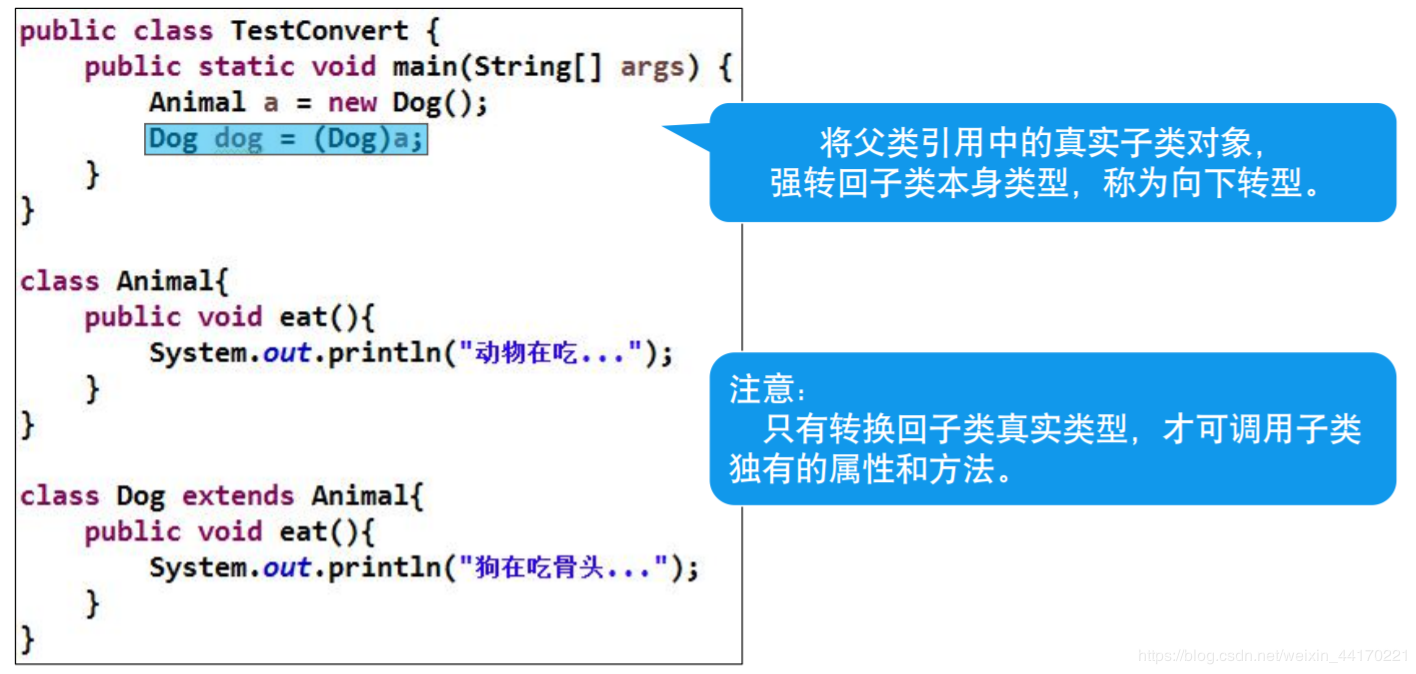 public class TestConvert {
public static void main(String[] args) {
Animal a = new Dog();
Dog dog = (Dog)a;
}
}
class Animal{
public void eat(){
System.out.println("动物在吃...");
}
}
class Dog extends Animal{
public void eat(){
System.out.println("狗在吃骨头...");
}
}
将父类引用中的真实子类对象，
强转回子类本身类型，称为向下转型。
注意：
只有转换回子类真实类型，才可调用子类
独有的属性和方法。
https://blog.csdn.net/weixin_44170221